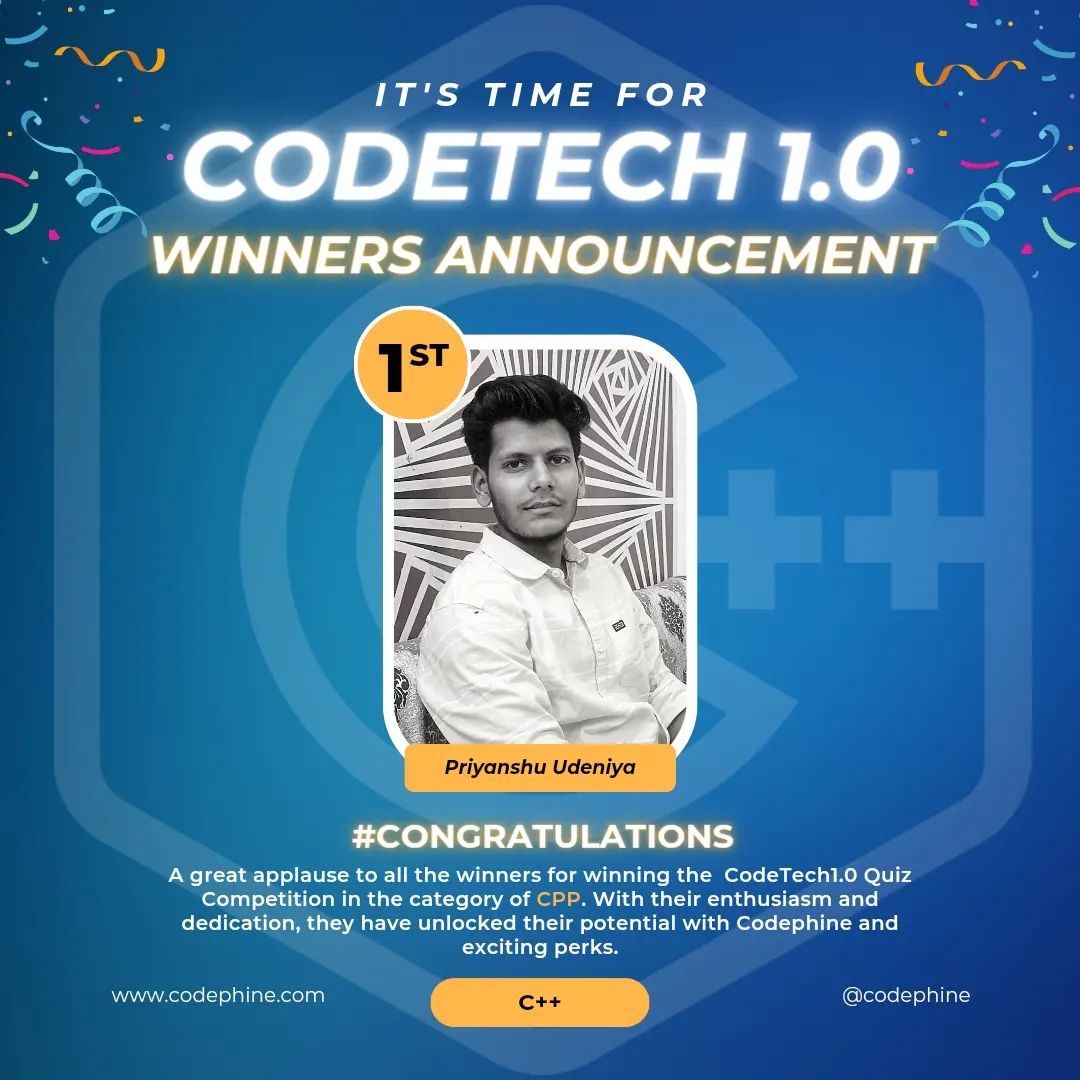 IT'S TIME FOR
CODETECH 1.0
WINNERS ANNOUNCEMENT
1ST
Priyanshu Udeniya
#CONGRATULATIONS
A great applause to all the winners for winning the CodeTech1.0 Quiz
Competition in the category of CPP. With their enthusiasm and
dedication, they have unlocked their potential with Codephine and
exciting perks.
www.codephine.com
C++
@codephine